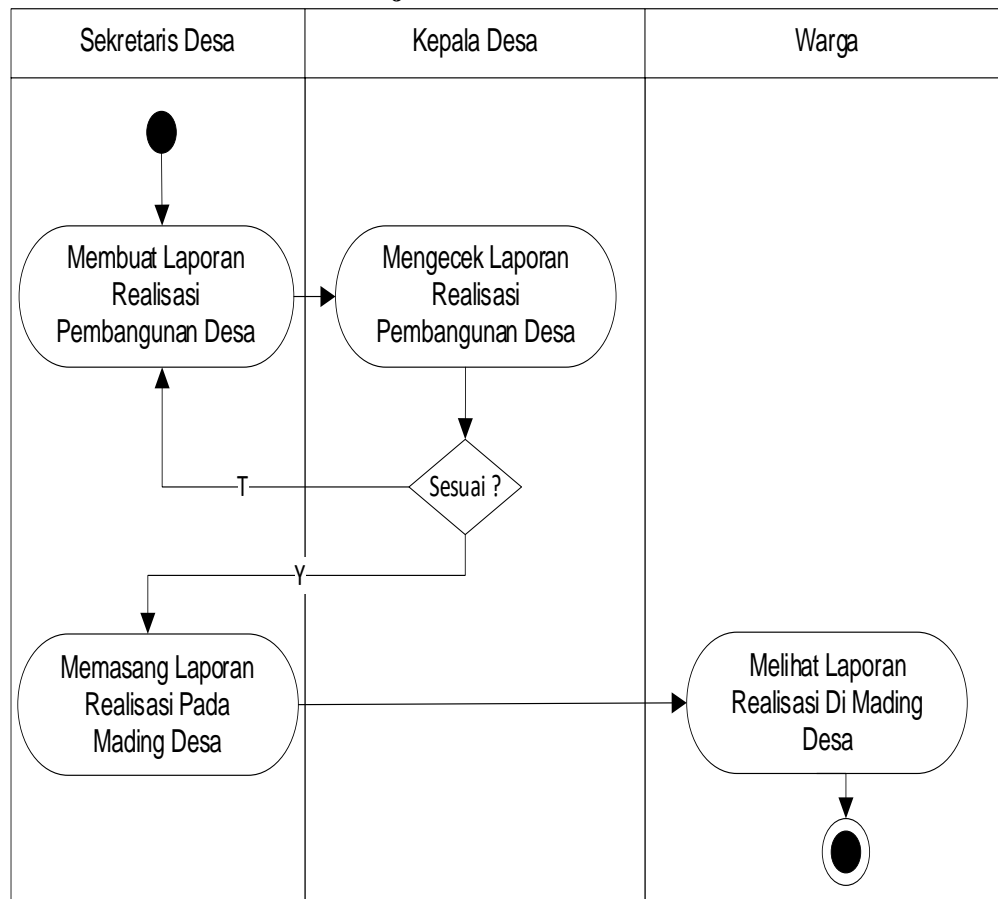 Sekretaris Desa
Kepala Desa
Warga
Membuat Laporan
Realisasi
Pembangunan Desa
Mengecek Laporan
Realisasi
Pembangunan Desa
Sesuai ?
T
Y
Memasang Laporan
Realisasi Pada
Mading Desa
Melihat Laporan
Realisasi Di Mading
Desa